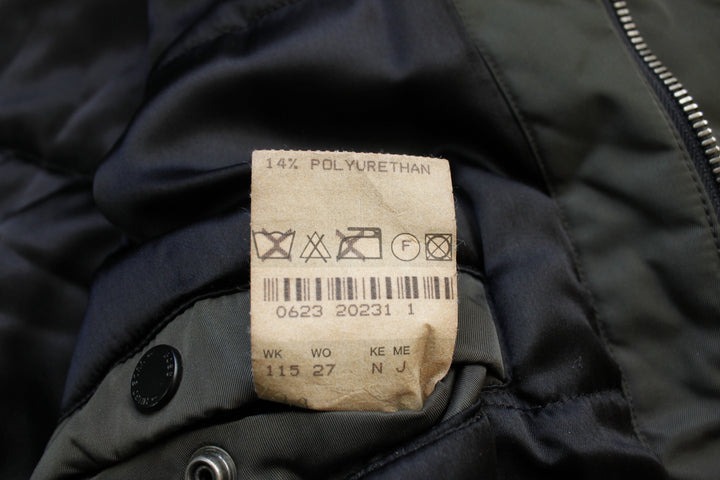 14% POLYURETHAN
F
0623 20231 1
WK WO KE ME
115 27 N J